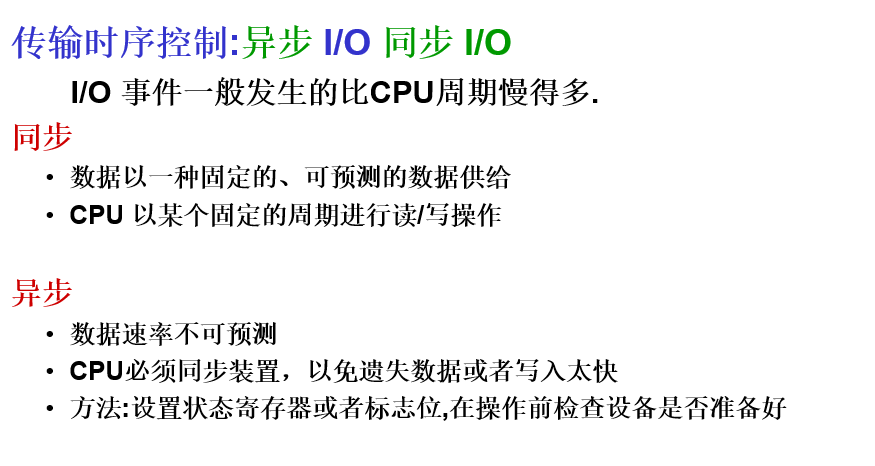 传输时序控制:异步 I/O 同步 I/O
I/O 事件一般发生的比CPU周期慢得多.
同步
• 数据以一种固定的、可预测的数据供给
• CPU 以某个固定的周期进行读/写操作
异步
• 数据速率不可预测
• CPU必须同步装置，以免遗失数据或者写入太快
• 方法:设置状态寄存器或者标志位,在操作前检查设备是否准备好